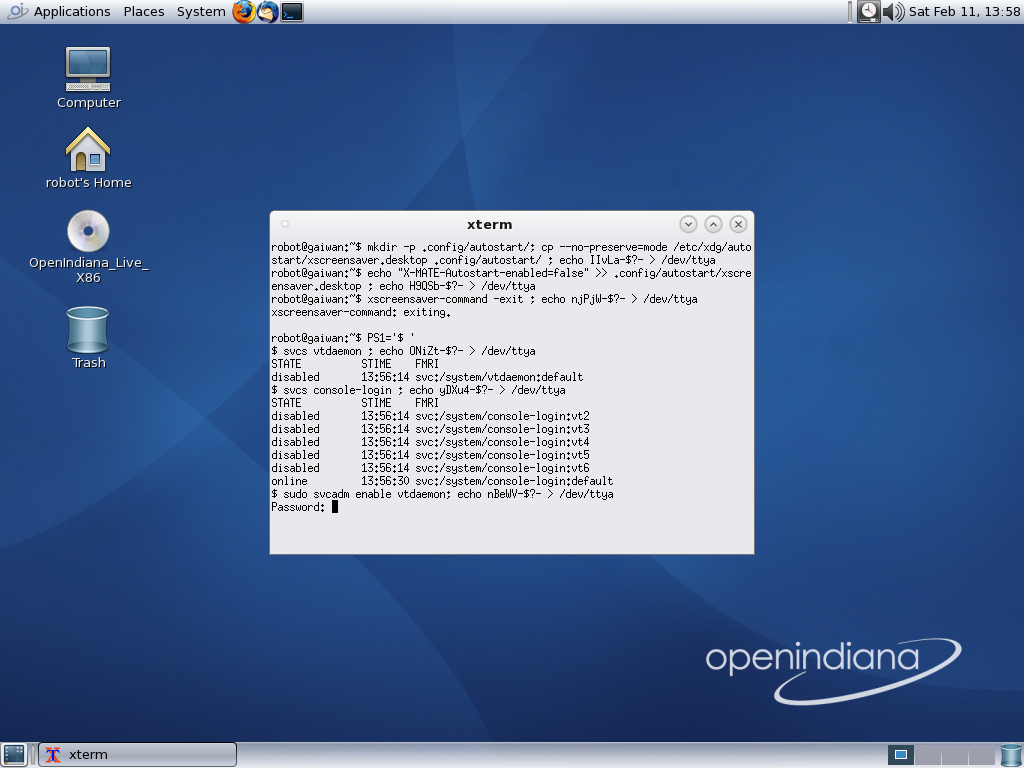 Applications Places System Sat Feb 11, 13:58
Computer
robot's Home
OpenIndiana_Live_
X86
Trash
xterm
robot@gaiwan:~$ mkdir -p .config/autostart/; cp --no-preserve=mode /etc/xdg/auto
start/xscreensaver.desktop .config/autostart/ ; echo IIvLa-$?- > /dev/ttya
robot@gaiwan:~$ echo "X-MATE-Autostart-enabled=false" >> .config/autostart/xscre
ensaver.desktop ; echo H9QSb-$?- > /dev/ttya
robot@gaiwan:~$ xscreensaver-command -exit ; echo njPjW-$?- > /dev/ttya
xscreensaver-command: exiting.
robot@gaiwan:~$ PS1='$ '
$ svcs vtdaemon ; echo ONiZt-$?- > /dev/ttya
STATE STIME FMRI
disabled 13:56:14 svc:/system/vtdaemon:default
$ svcs console-login ; echo yDXu4-$?- > /dev/ttya
STATE STIME FMRI
disabled 13:56:14 svc:/system/console-login:vt2
disabled 13:56:14 svc:/system/console-login:vt3
disabled 13:56:14 svc:/system/console-login:vt4
disabled 13:56:14 svc:/system/console-login:vt5
disabled 13:56:14 svc:/system/console-login:vt6
online 13:56:30 svc:/system/console-login:default
$ sudo svcadm enable vtdaemon; echo nBeWV-$?- > /dev/ttya
Password:
openindiana
xterm